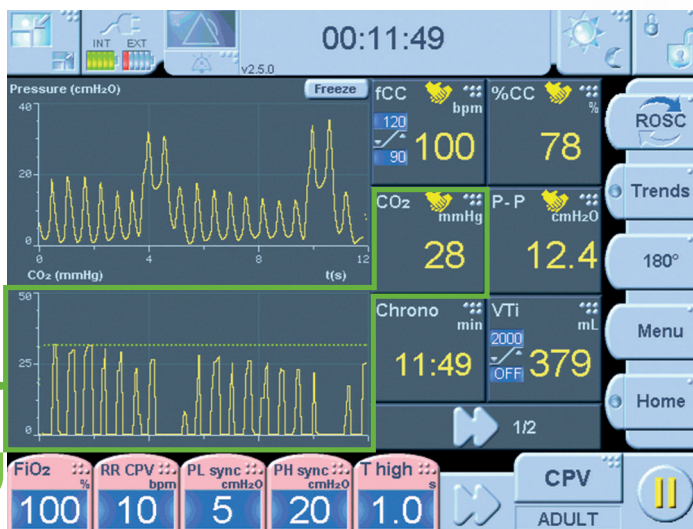 00:11:49
INT EXT
v2.5.0
Pressure (cmH2O)
Freeze
40
20
0
0 4 8 12
CO2 (mmHg) t(s)
50
25
0
fCC
bpm
120
90
100
%CC
%
78
ROSC
CO2
mmHg
28
P-P
cmH2O
12.4
Trends
180°
Chrono
min
11:49
VTi
mL
2000
OFF
379
Menu
Home
1/2
FiO2
%
100
RR CPV
bpm
10
PL sync
cmH2O
5
PH sync
cmH2O
20
T high
s
1.0
CPV
ADULT